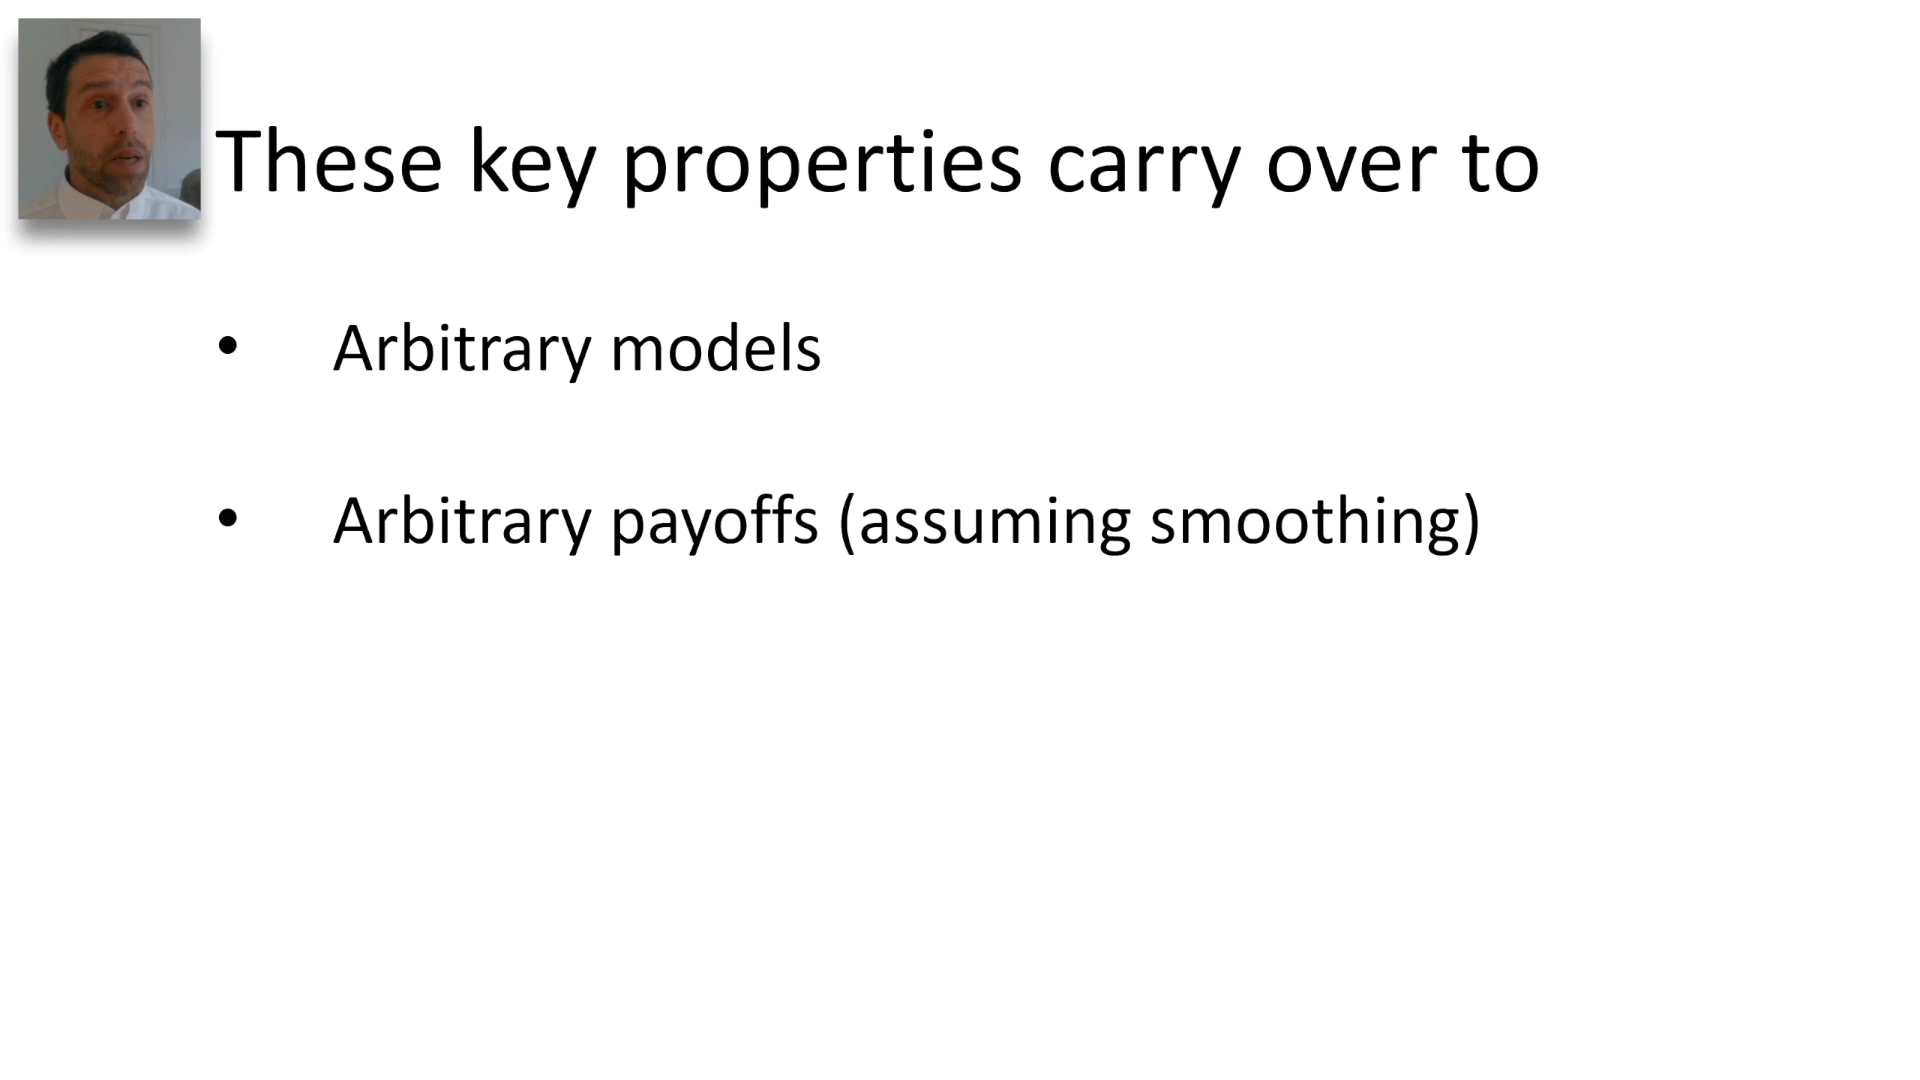 These key properties carry over to
• Arbitrary models
• Arbitrary payoffs (assuming smoothing)